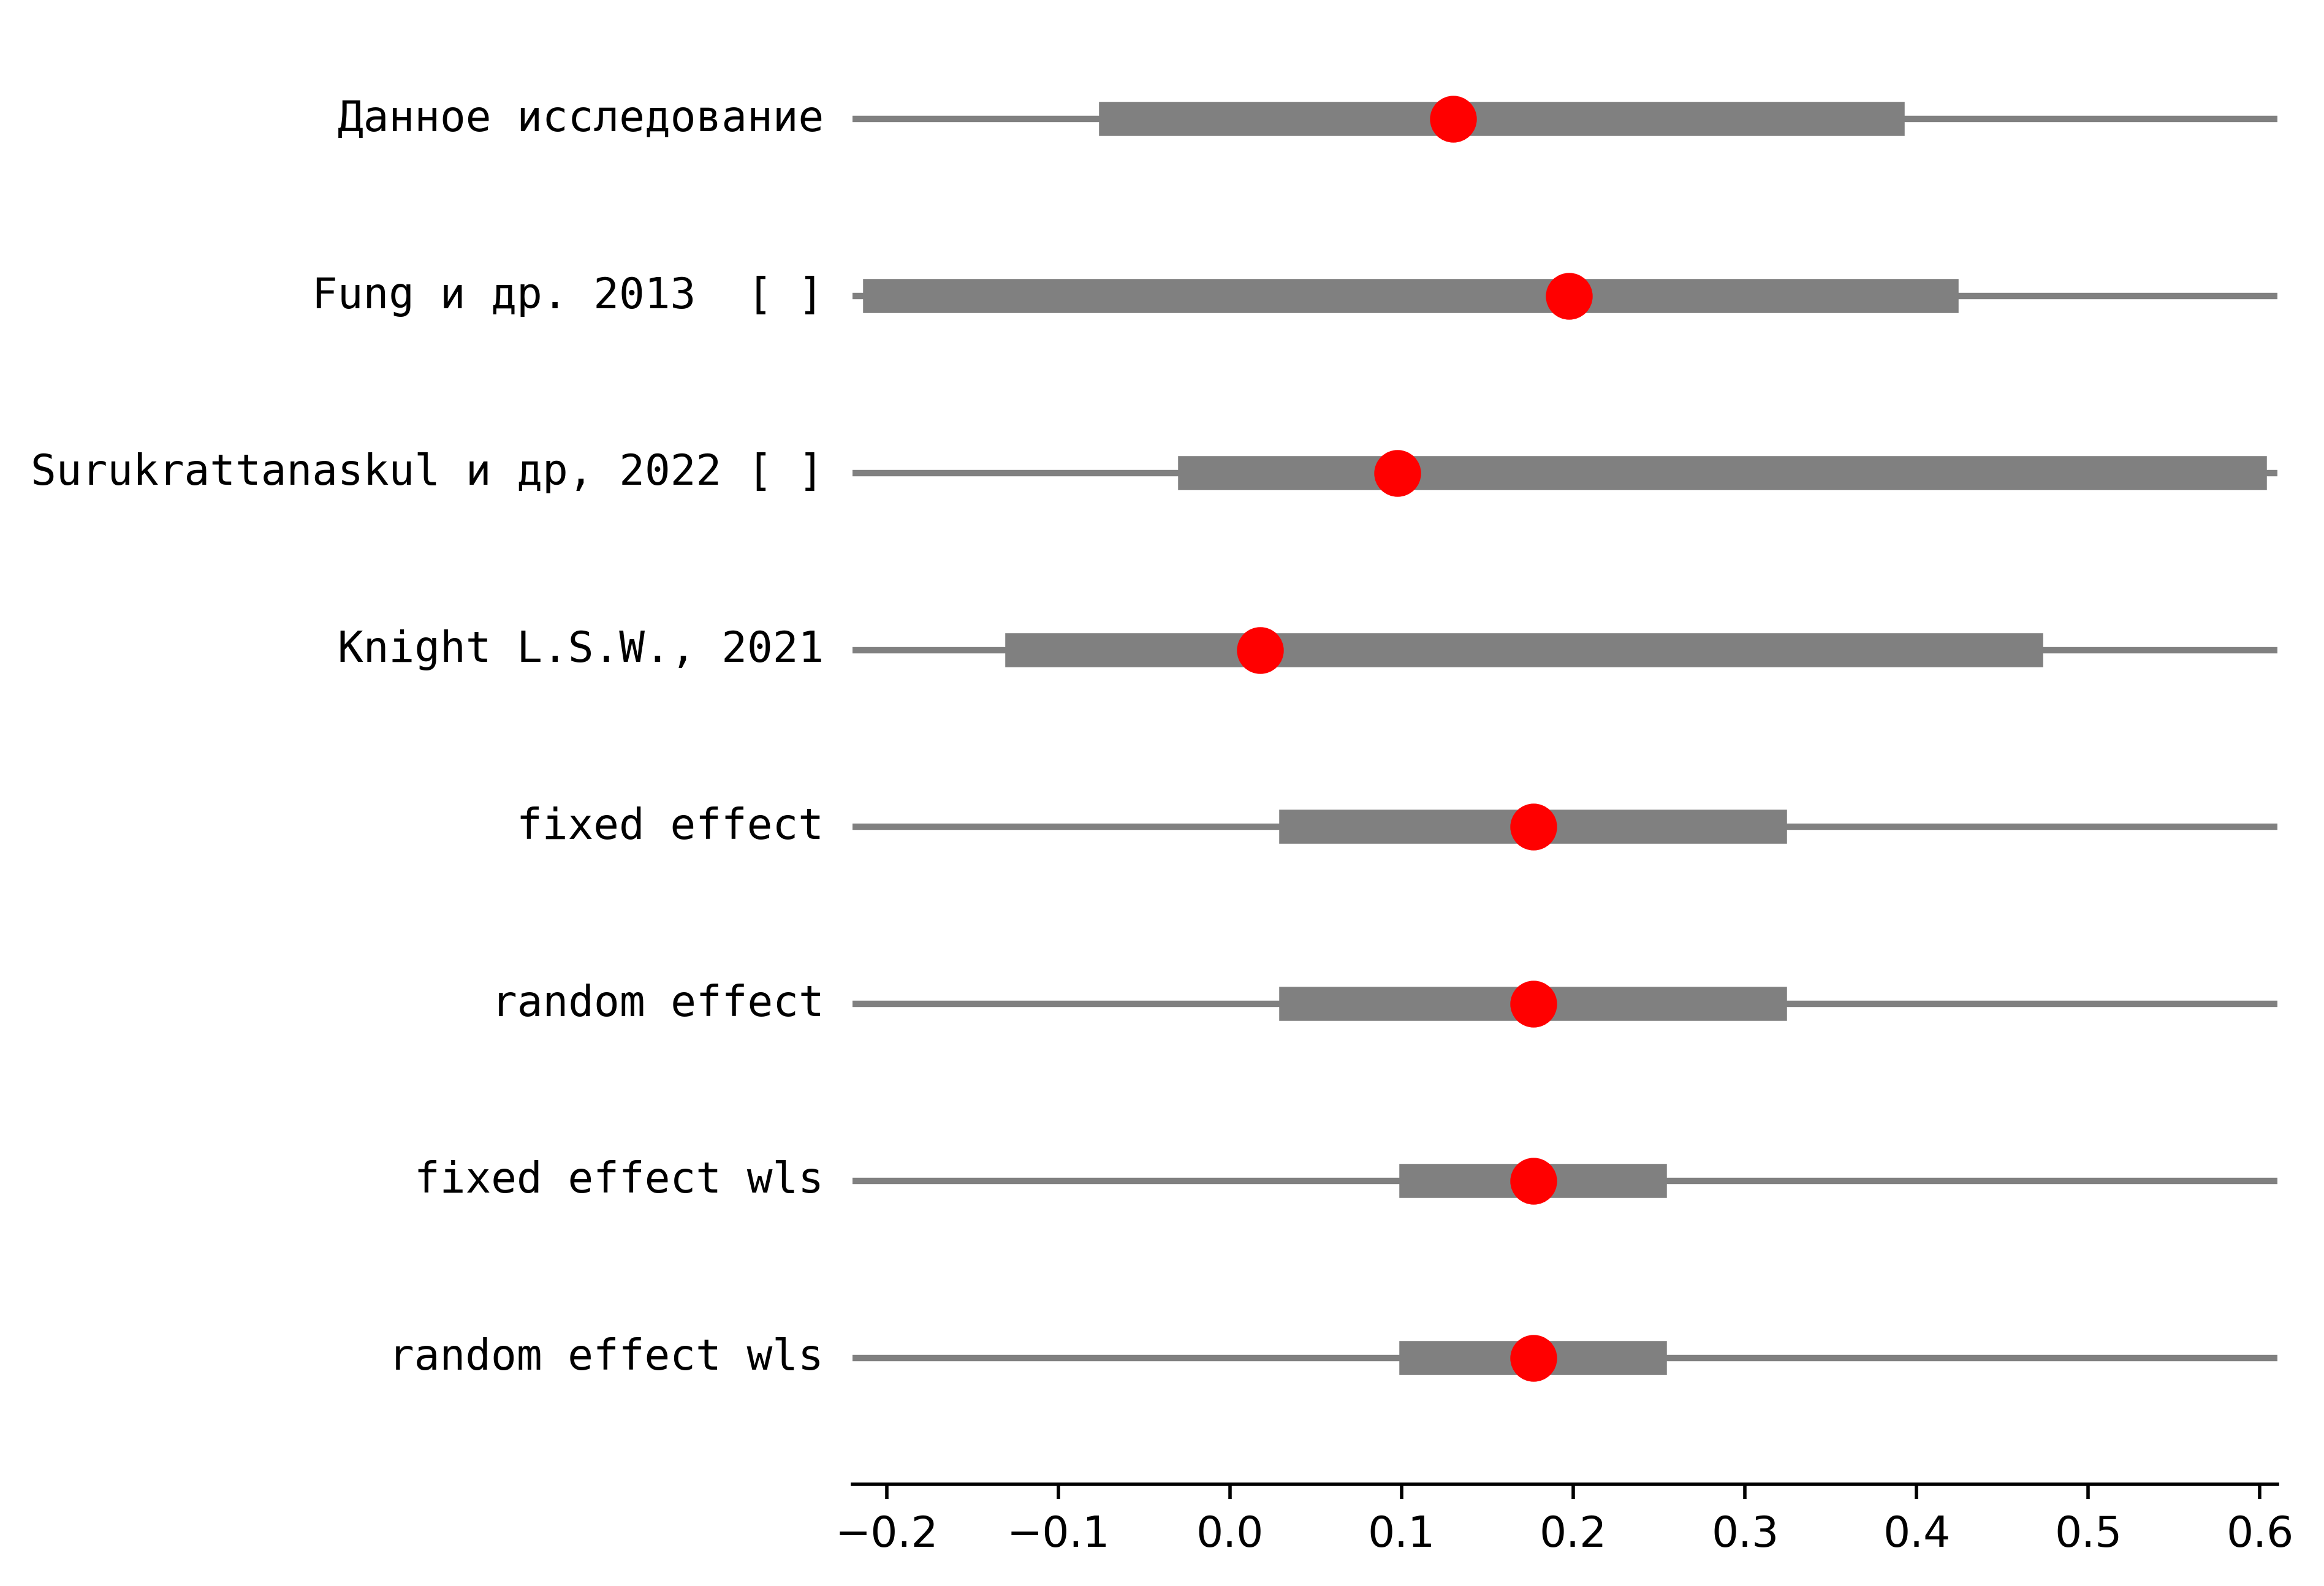 Данное исследование
Fung и др. 2013  [ ]
Surukrattanaskul и др, 2022 [ ]
Knight L.S.W., 2021
fixed effect
random effect
fixed effect wls
random effect wls
−0.2 −0.1 0.0 0.1 0.2 0.3 0.4 0.5 0.6